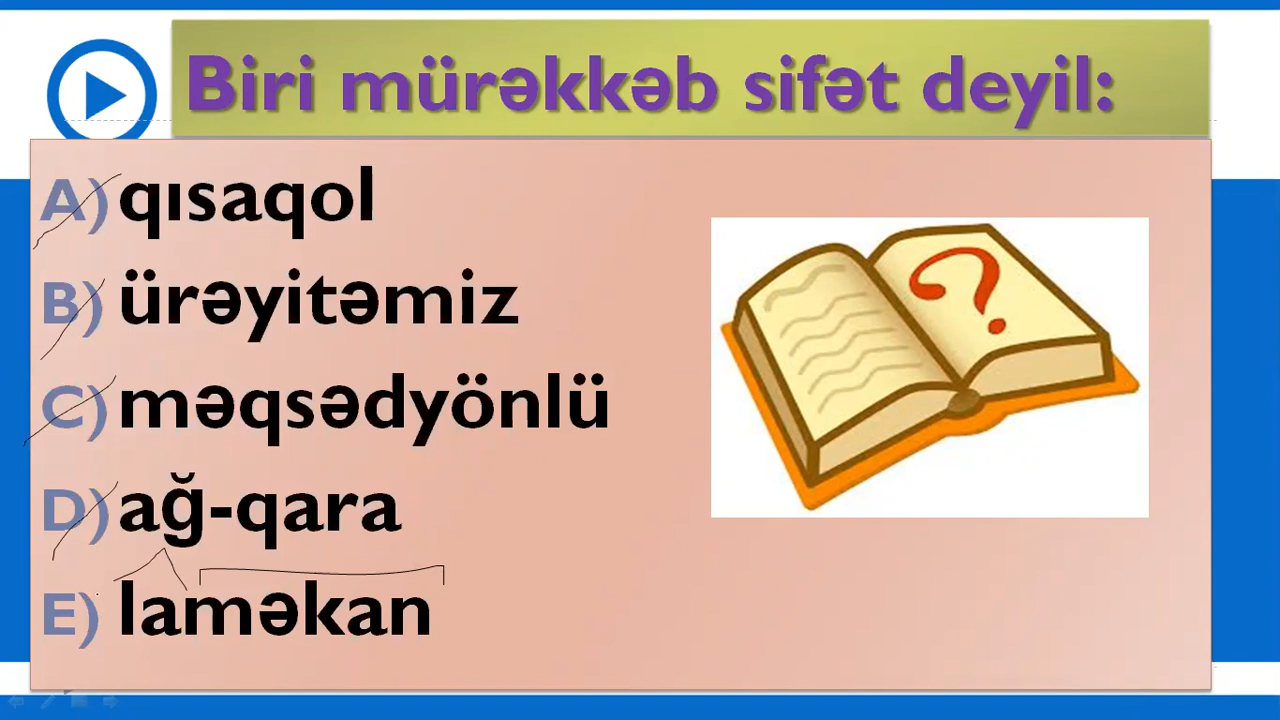 Biri mürəkkəb sifət deyil:
A) qısaqol
B) ürəyitəmiz
C) məqsədyönlü
D) ağ-qara
E) laməkan
?